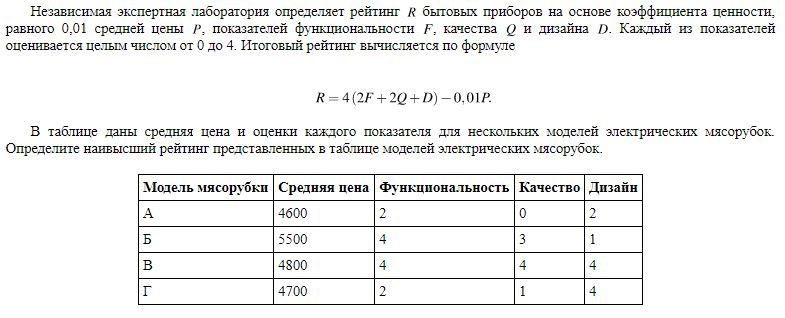 Независимая экспертная лаборатория определяет рейтинг R бытовых приборов на основе коэффициента ценности,
равного 0,01 средней цены P, показателей функциональности F, качества Q и дизайна D. Каждый из показателей
оценивается целым числом от 0 до 4. Итоговый рейтинг вычисляется по формуле
R = 4(2F + 2Q + D) − 0,01P.
В таблице даны средняя цена и оценки каждого показателя для нескольких моделей электрических мясорубок.
Определите наивысший рейтинг представленных в таблице моделей электрических мясорубок.
Модель мясорубки Средняя цена Функциональность Качество Дизайн
А 4600 2 0 2
Б 5500 4 3 1
В 4800 4 4 4
Г 4700 2 1 4